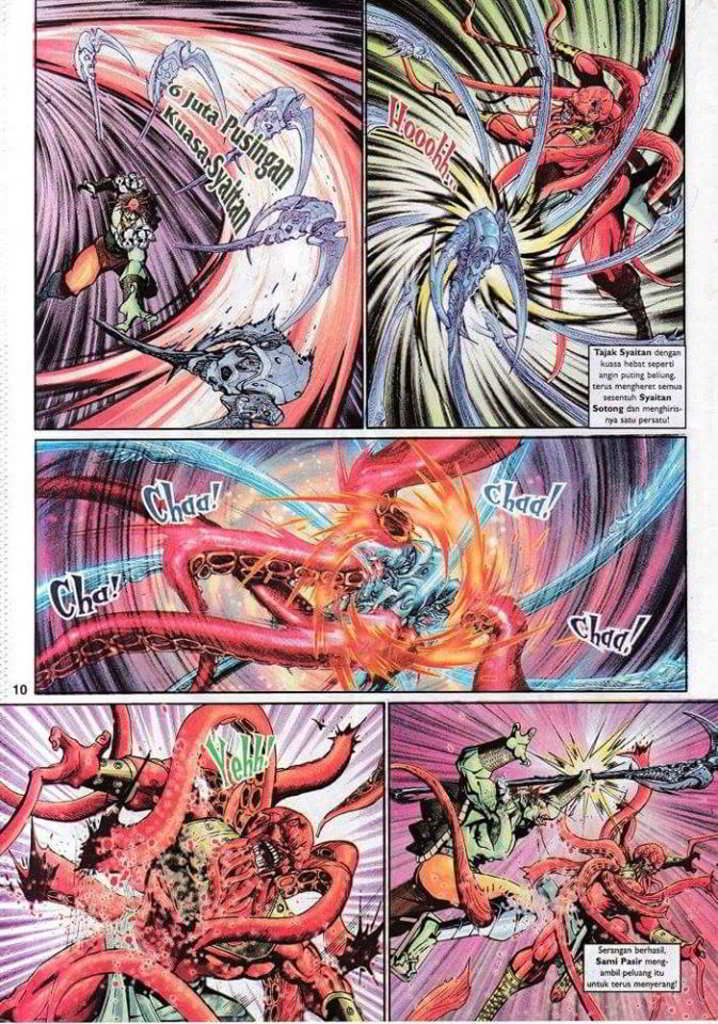 6 Juta Pusingan
Kuasa Syaitan
Hooohh...
Tajak Syaitan dengan
kuasa hebat seperti
angin puting beliung,
terus mengheret semua
sesentuh Syaitan
Sotong dan menghiris-
nya satu persatu!
Chaa!
Chaa!
Cha!
Chaa!
10
Yehh!
Serangan berhasil,
Sami Pasir meng-
ambil peluang itu
untuk terus menyerang!